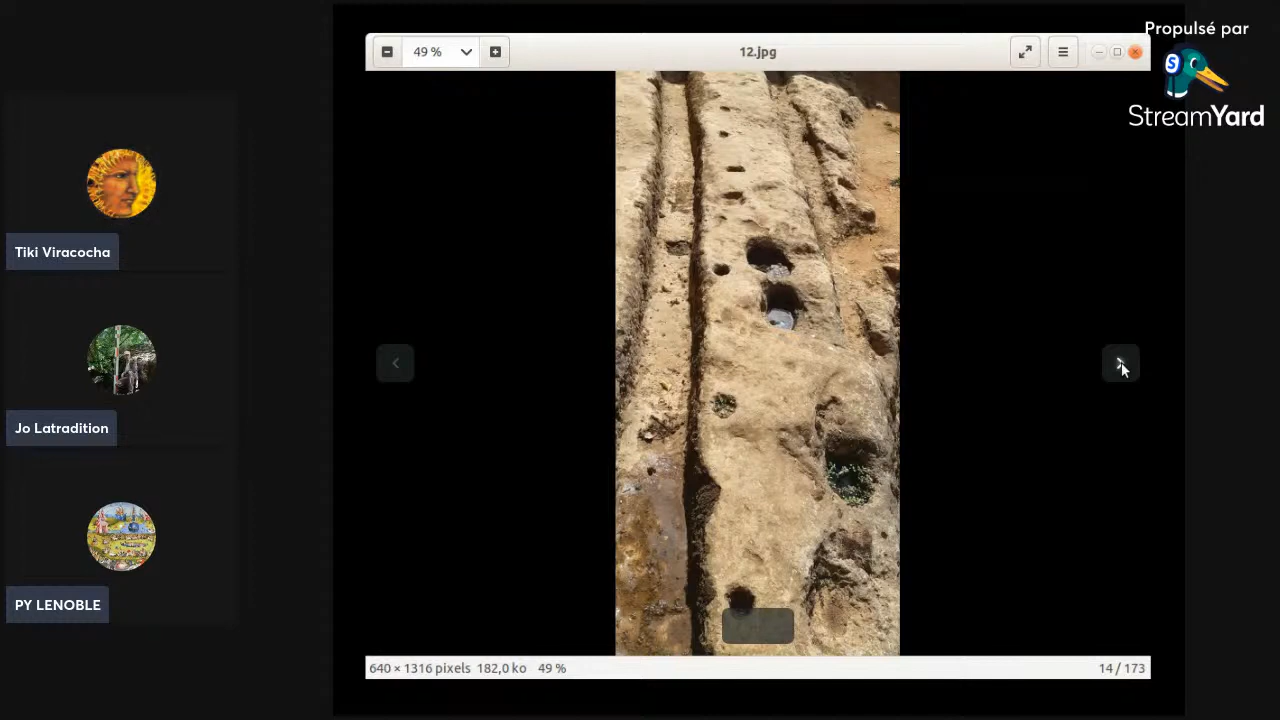 49 %
12.jpg
Propulsé par
StreamYard
Tiki Viracocha
Jo Latradition
PY LENOBLE
640 × 1316 pixels 182,0 ko 49 %
14 / 173